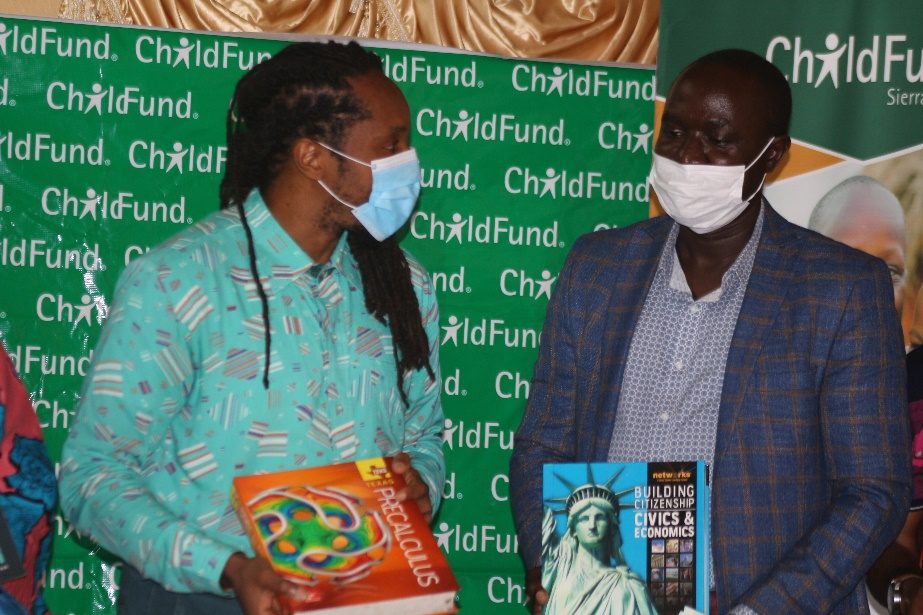 ChildFund.
ChildFund.
ChildFund.
ChildFund
Sierra
ChildFund.
ChildFund.
ChildFund.
ChildFund.
ChildFund.
ChildFund.
ChildFund.
ChildFund.
ChildFund.
TEXAS
PRECALCULUS
networks
BUILDING
CITIZENSHIP
CIVICS &
ECONOMICS